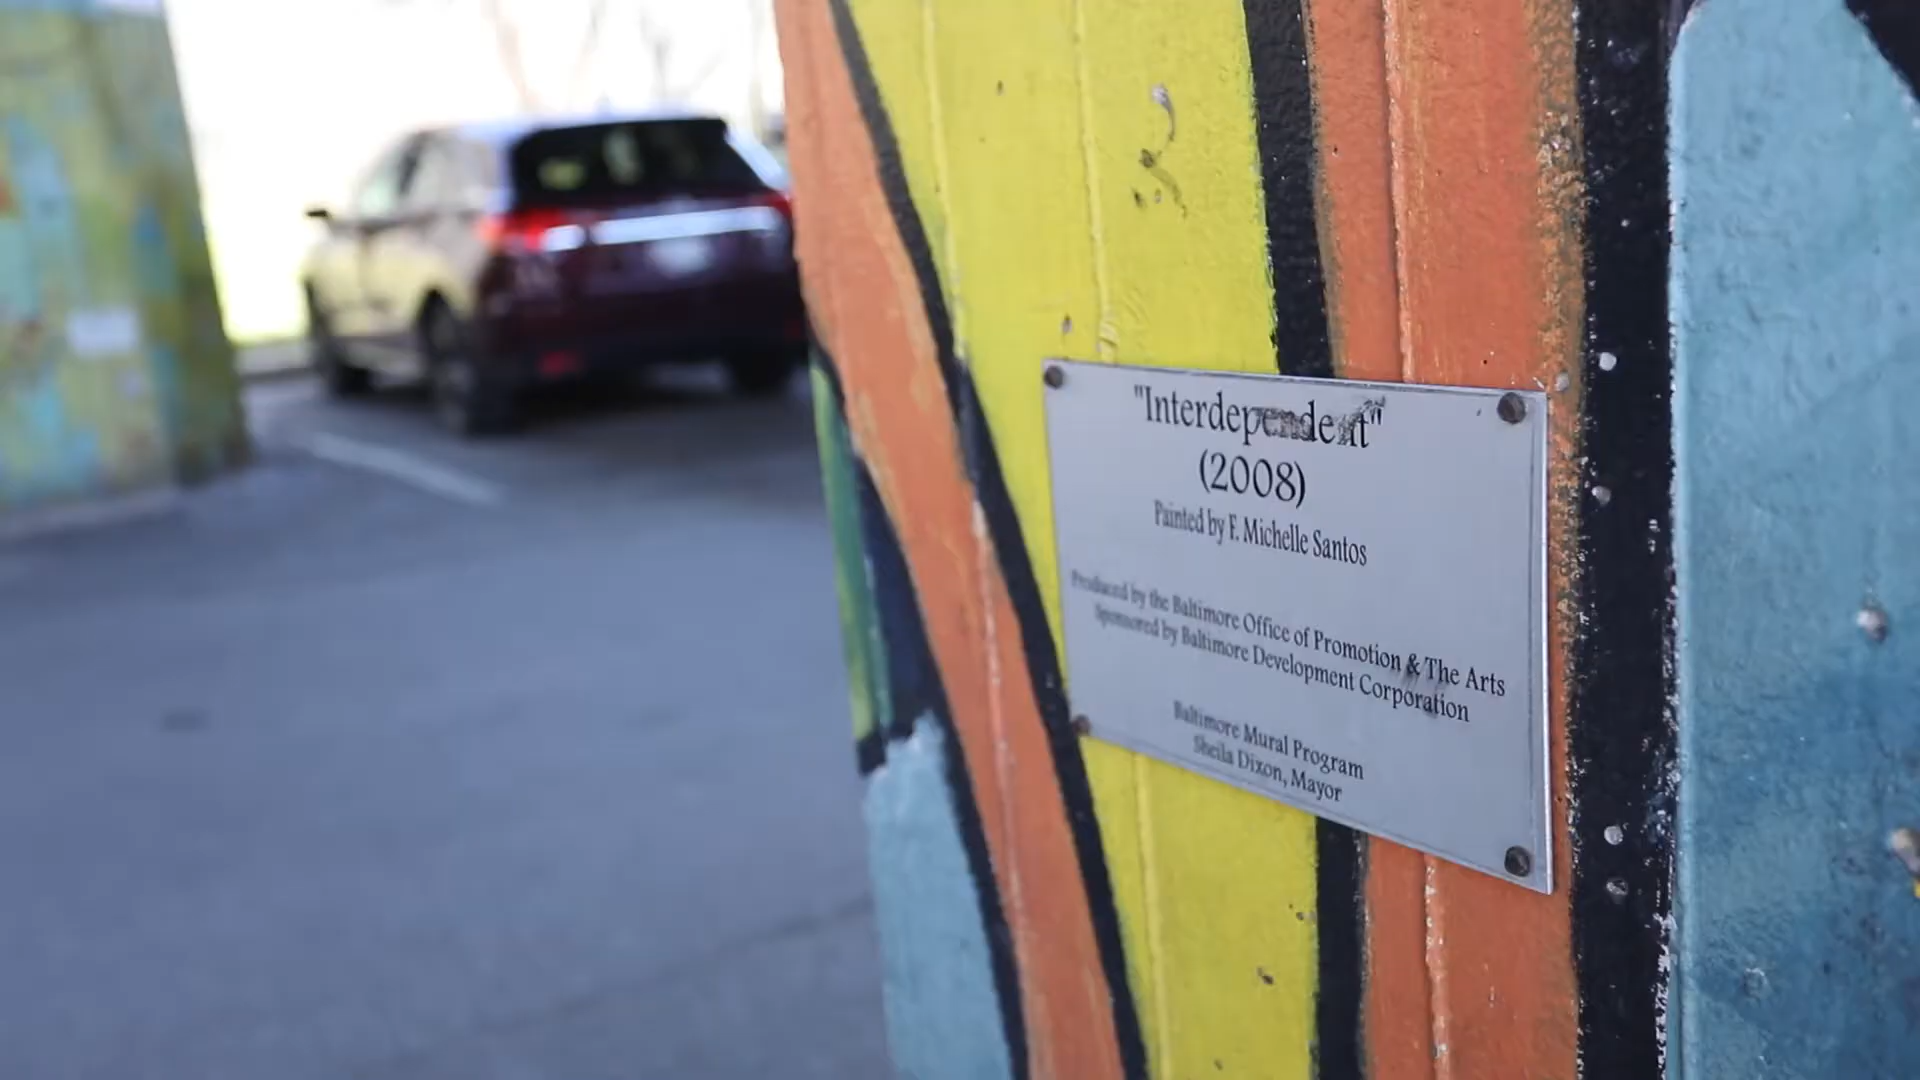 "Interdependent"
(2008)
Painted by F. Michelle Santos
Produced by the Baltimore Office of Promotion & The Arts
Sponsored by Baltimore Development Corporation
Baltimore Mural Program
Sheila Dixon, Mayor